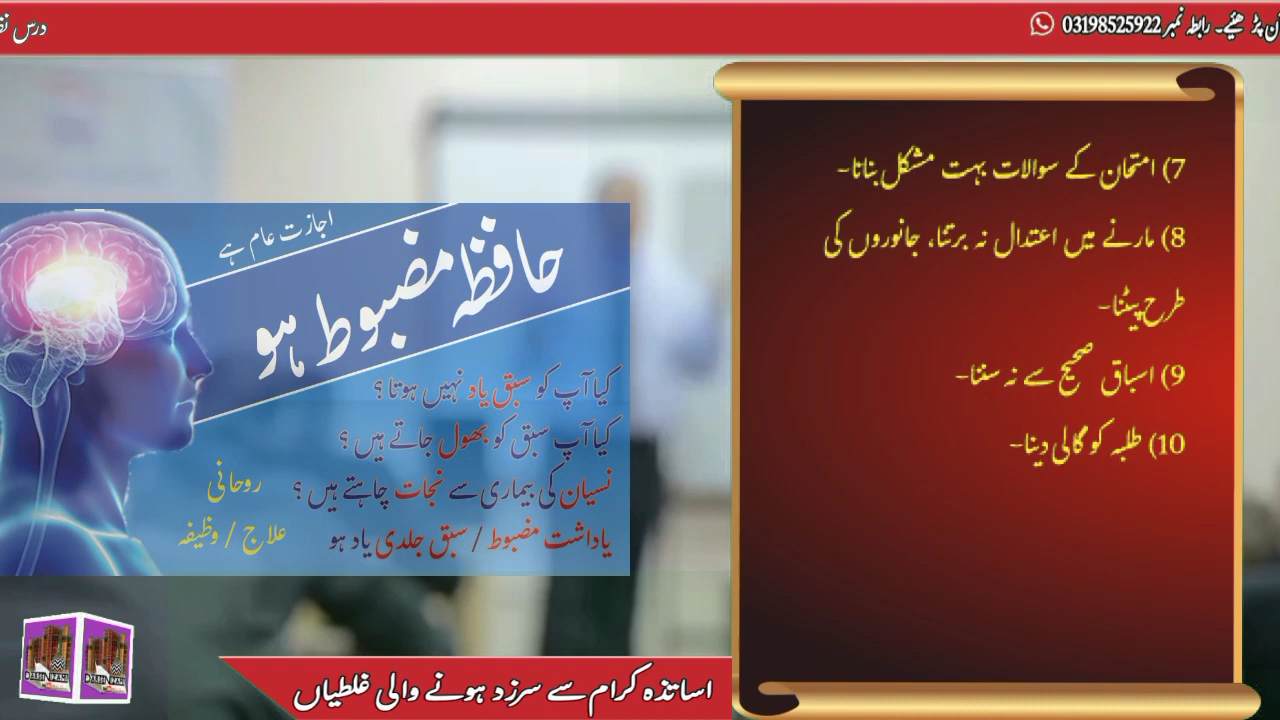 درس
پڑھئیے۔ رابطہ نمبر 03198525922
اجازت عام ہے
حافظہ مضبوط ہو
کیا آپ کو سبق یاد نہیں ہوتا؟
کیا آپ سبق کو بھول جاتے ہیں؟
نسیان کی بیماری سے نجات چاہتے ہیں؟
یاداشت مضبوط / سبق جلدی یاد ہو
روحانی
علاج / وظیفہ
7) امتحان کے سوالات بہت مشکل بنانا۔
8) مارنے میں اعتدال نہ برتنا، جانوروں کی
طرح پیٹنا۔
9) اسباق صحیح سے نہ سننا۔
10) طلبہ کو گالی دینا۔
اساتذہ کرام سے سرزد ہونے والی غلطیاں